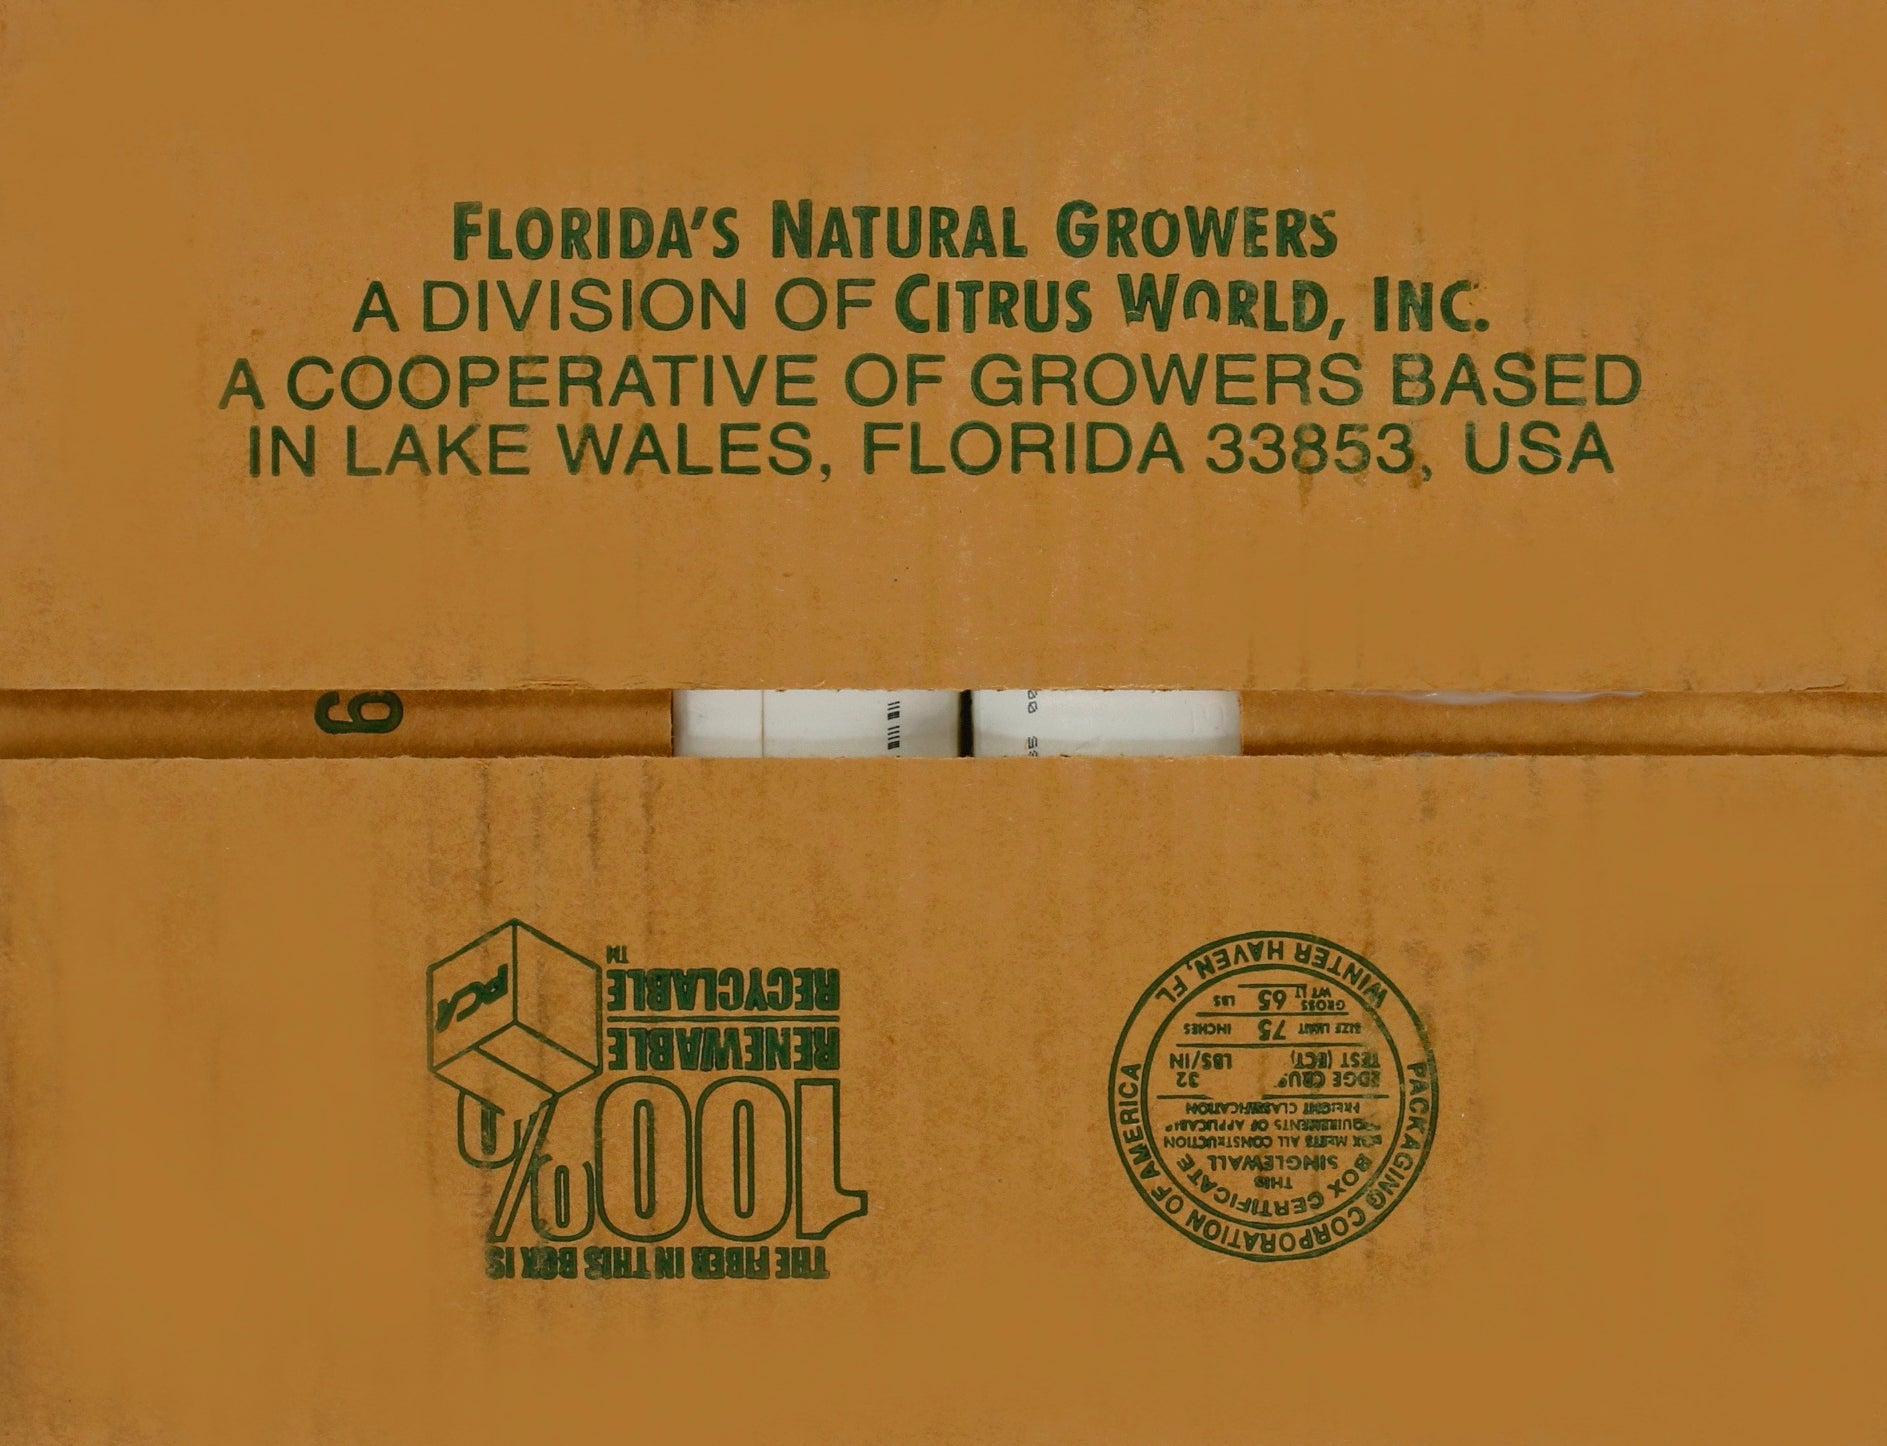 FLORIDA'S NATURAL GROWERS
A DIVISION OF CITRUS WORLD, INC.
A COOPERATIVE OF GROWERS BASED
IN LAKE WALES, FLORIDA 33853, USA
THE FIBER IN THIS BOX IS
100%
RENEWABLE
RECYCLABLE™
PCA
PACKAGING CORPORATION OF AMERICA
BOX CERTIFICATE
THIS
SINGLEWALL
BOX MEETS ALL CONSTRUCTION
REQUIREMENTS OF APPLICABLE
FREIGHT CLASSIFICATION
EDGE CRUSH 32
TEST (ECT) LBS/IN
SIZE LIMIT 75 INCHES
GROSS WT LT 65 LBS
WINTER HAVEN, FL